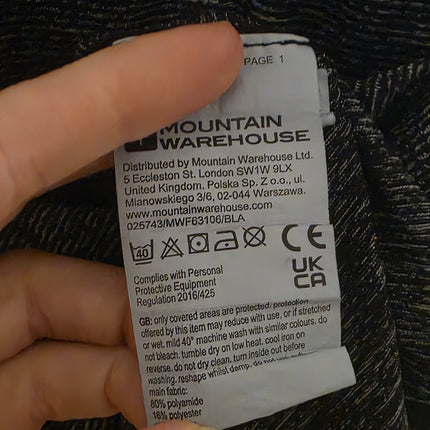 PAGE 1
MOUNTAIN
WAREHOUSE
Distributed by Mountain Warehouse Ltd.
5 Eccleston St. London SW1W 9LX
United Kingdom. Polska Sp. Z o.o., ul.
Mianowskiego 3/6, 02-044 Warszawa.
www.mountainwarehouse.com
025743/MWF63106/BLA
40
CE
UK
CA
Complies with Personal
Protective Equipment
Regulation 2016/425
GB: only covered areas are protected. protection
offered by this item may reduce with use, or if stretched
or wet. mild 40° machine wash with similar colours. do
not bleach. tumble dry on low heat. cool iron on
reverse. do not dry clean. turn inside out before
washing. reshape whilst damp. do not
main fabric:
80% polyamide
18% polyester